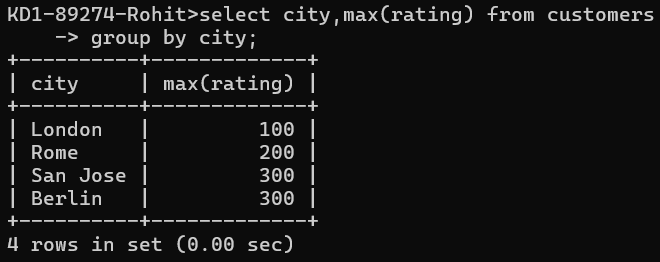 KD1-89274-Rohit>select city,max(rating) from customers
    -> group by city;
+----------+-------------+
| city     | max(rating) |
+----------+-------------+
| London   |         100 |
| Rome     |         200 |
| San Jose |         300 |
| Berlin   |         300 |
+----------+-------------+
4 rows in set (0.00 sec)